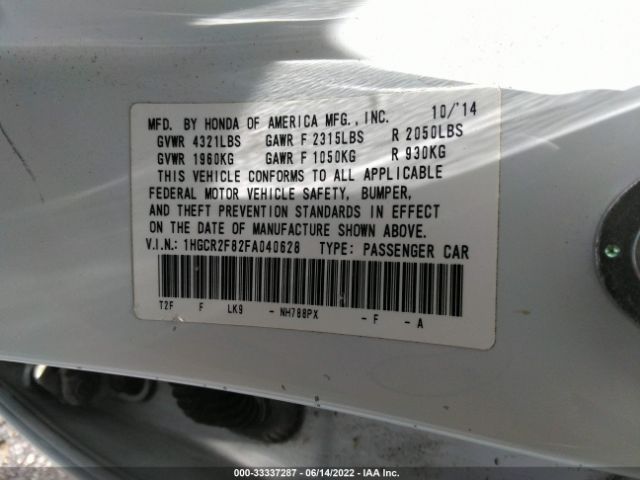 MFD. BY HONDA OF AMERICA MFG., INC. 10/'14
GVWR 4321LBS GAWR F 2315LBS R 2050LBS
GVWR 1960KG GAWR F 1050KG R 930KG
THIS VEHICLE CONFORMS TO ALL APPLICABLE
FEDERAL MOTOR VEHICLE SAFETY, BUMPER,
AND THEFT PREVENTION STANDARDS IN EFFECT
ON THE DATE OF MANUFACTURE SHOWN ABOVE.
V.I.N.: 1HGCR2F82FA040628 TYPE: PASSENGER CAR
T2F F LK9 - NH788PX - F - A
000-33337287 - 06/14/2022 - IAA Inc.